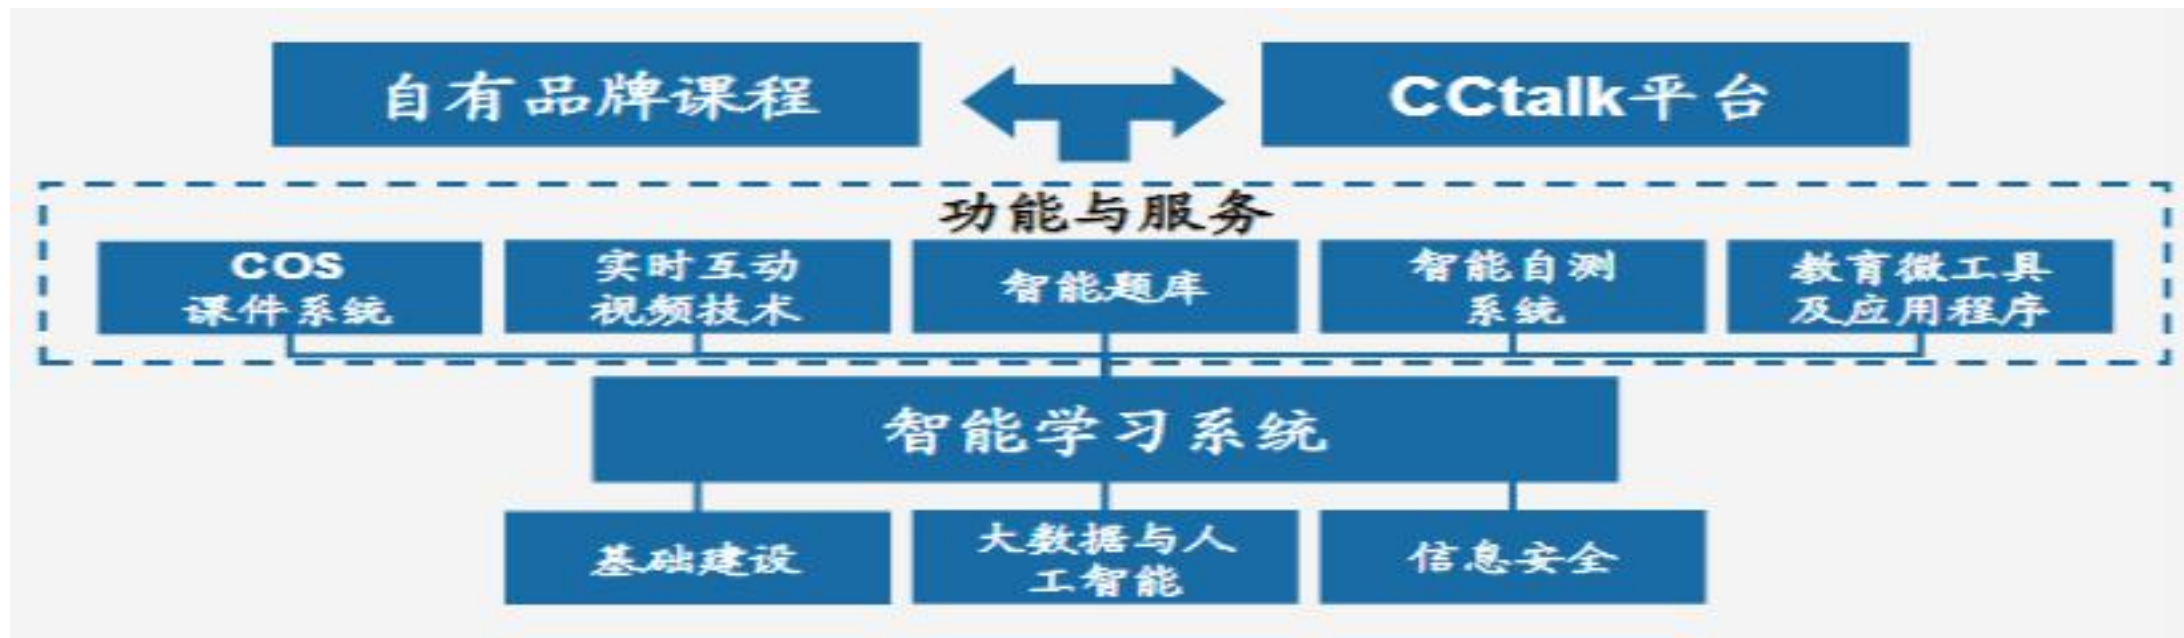 自有品牌课程
CCtalk平台
功能与服务
COS
课件系统
实时互动
视频技术
智能题库
智能自测
系统
教育微工具
及应用程序
智能学习系统
基础建设
大数据与人
工智能
信息安全